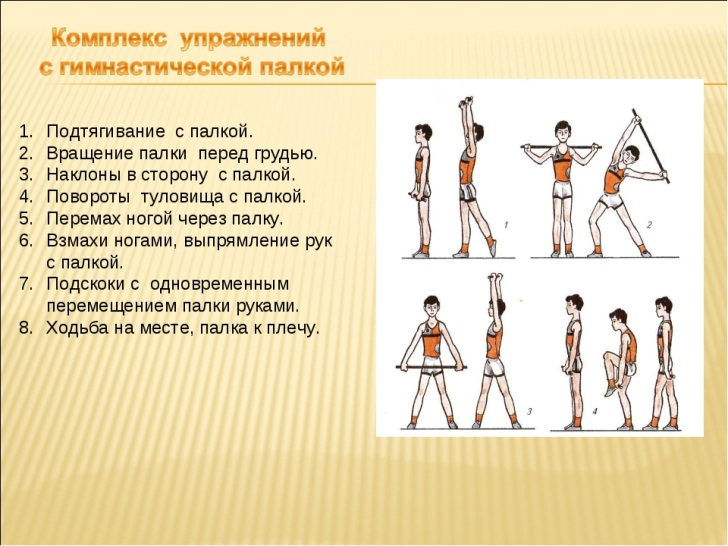 Комплекс упражнений
с гимнастической палкой
1. Подтягивание с палкой.
2. Вращение палки перед грудью.
3. Наклоны в сторону с палкой.
4. Повороты туловища с палкой.
5. Перемах ногой через палку.
6. Взмахи ногами, выпрямление рук
с палкой.
7. Подскоки с одновременным
перемещением палки руками.
8. Ходьба на месте, палка к плечу.
1
2
3
4